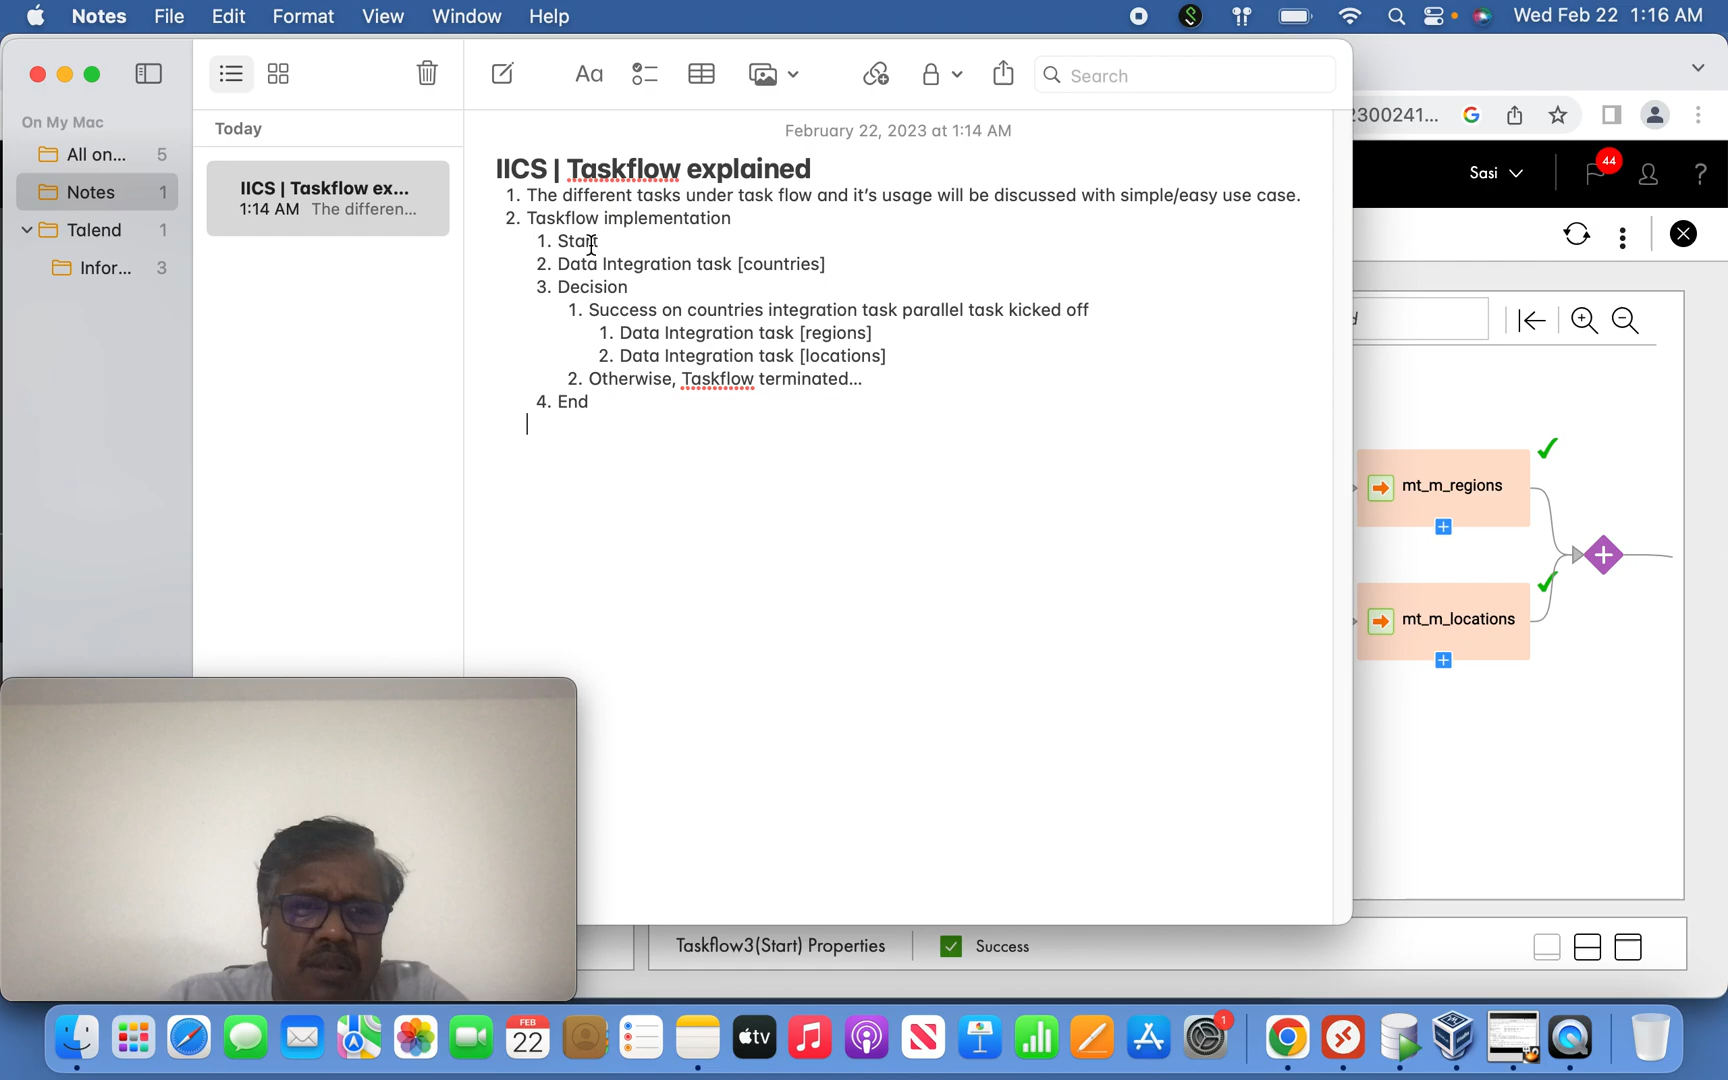 Notes File Edit Format View Window Help
Wed Feb 22 1:16 AM
Search
On My Mac
All on... 5
Notes 1
Talend 1
Infor... 3
Today
IICS | Taskflow ex...
1:14 AM The differen...
February 22, 2023 at 1:14 AM
IICS | Taskflow explained
1. The different tasks under task flow and it's usage will be discussed with simple/easy use case.
2. Taskflow implementation
1. Start
2. Data Integration task [countries]
3. Decision
1. Success on countries integration task parallel task kicked off
1. Data Integration task [regions]
2. Data Integration task [locations]
2. Otherwise, Taskflow terminated...
4. End
2300241...
Sasi
44
?
d
mt_m_regions
mt_m_locations
Taskflow3(Start) Properties
Success
FEB
22
tv
1